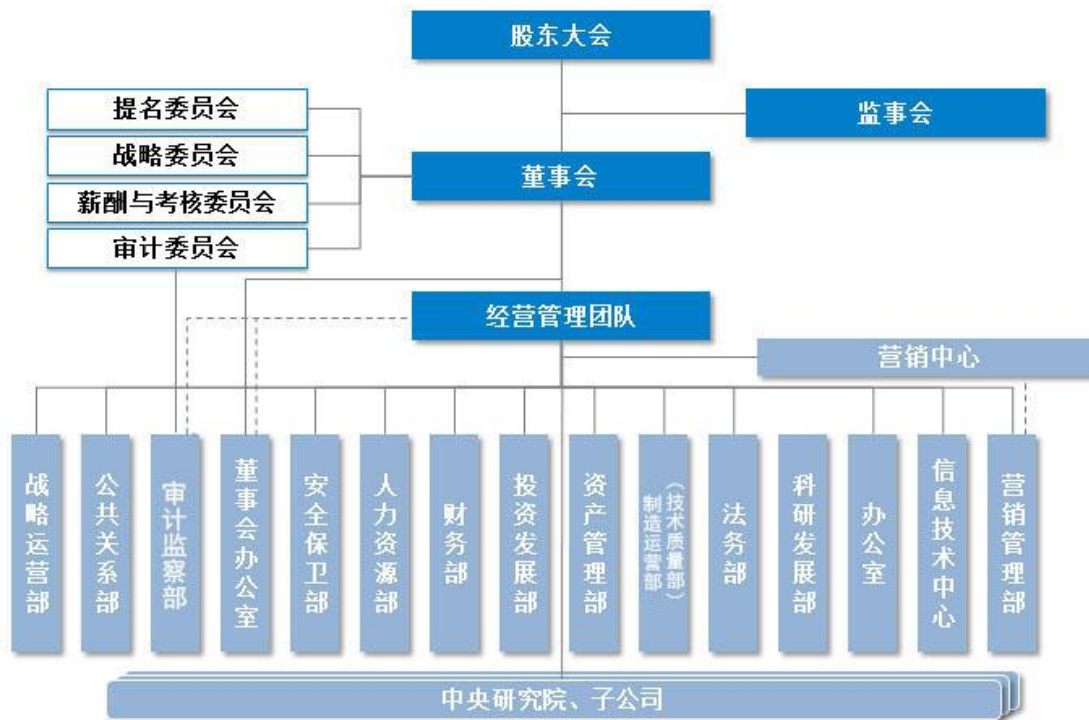 股东大会
监事会
提名委员会
战略委员会
薪酬与考核委员会
审计委员会
董事会
经营管理团队
营销中心
战略运营部
公共关系部
审计监察部
董事会办公室
安全保卫部
人力资源部
财务部
投资发展部
资产管理部
(技术质量部)
制造运营部
法务部
科研发展部
办公室
信息技术中心
营销管理部
中央研究院、子公司